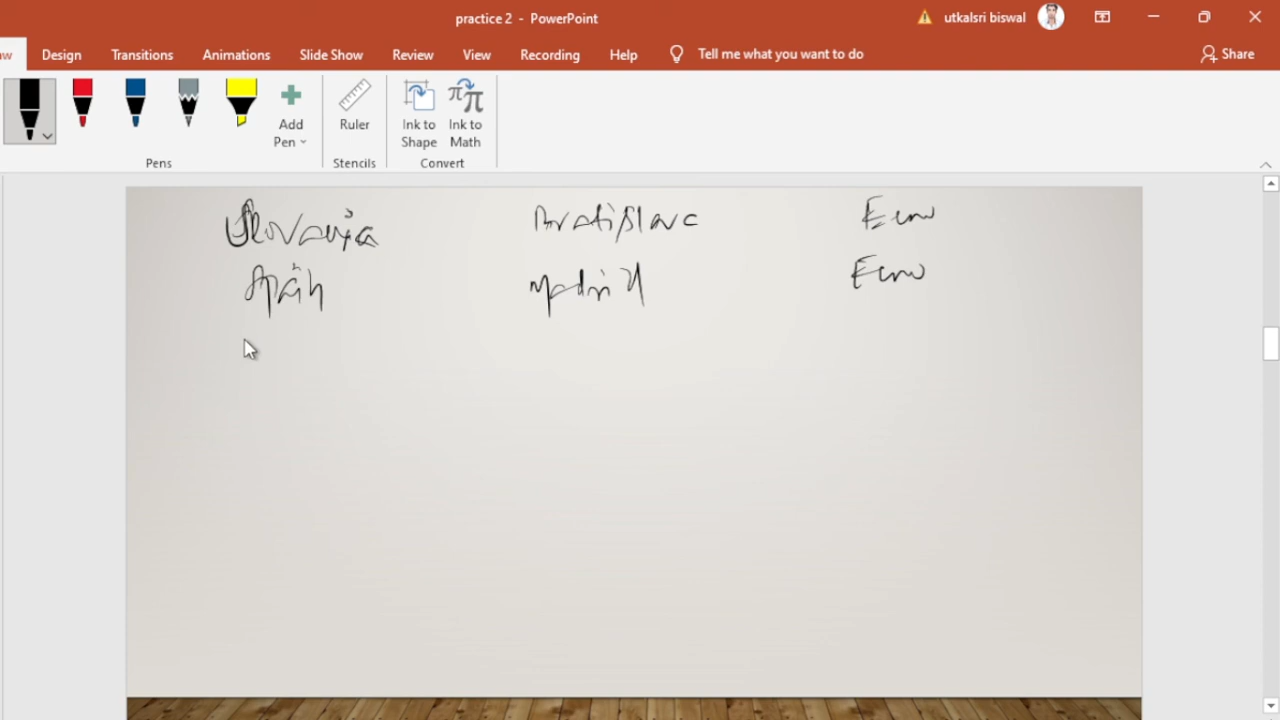 practice 2 - PowerPoint
utkalsri biswal
w Design Transitions Animations Slide Show Review View Recording Help Tell me what you want to do Share
Add Pen
Ruler
Ink to Shape
Ink to Math
Pens Stencils Convert
Slovania Bratislava Euro
Spain Madrid Euro